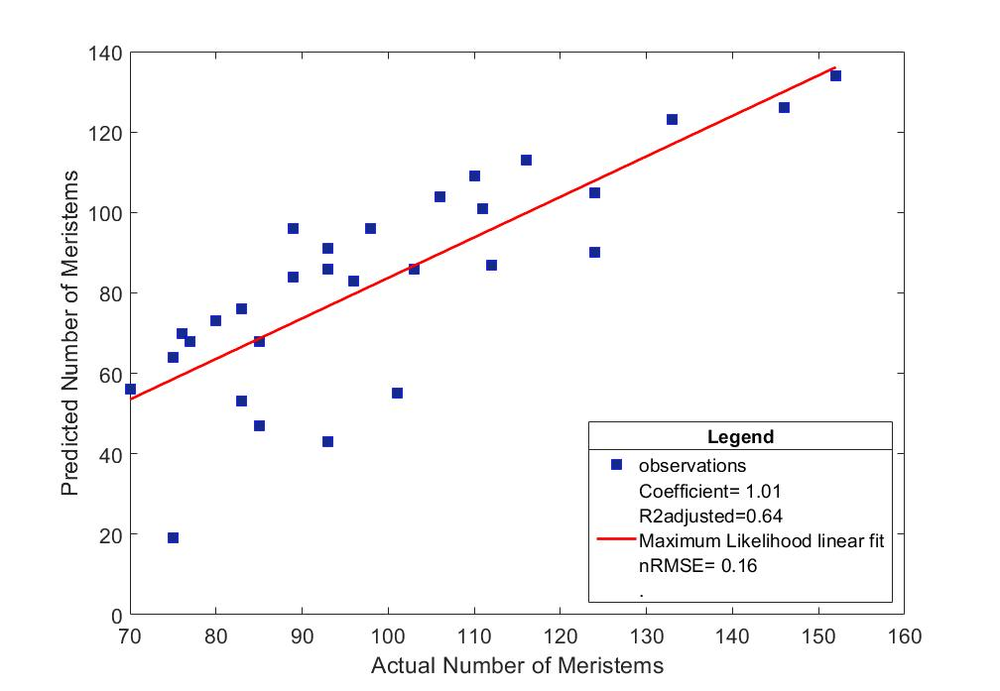 140
120
100
80
60
40
20
0
Predicted Number of Meristems
70 80 90 100 110 120 130 140 150 160
Actual Number of Meristems
Legend
observations
Coefficient= 1.01
R2adjusted=0.64
Maximum Likelihood linear fit
nRMSE= 0.16
.